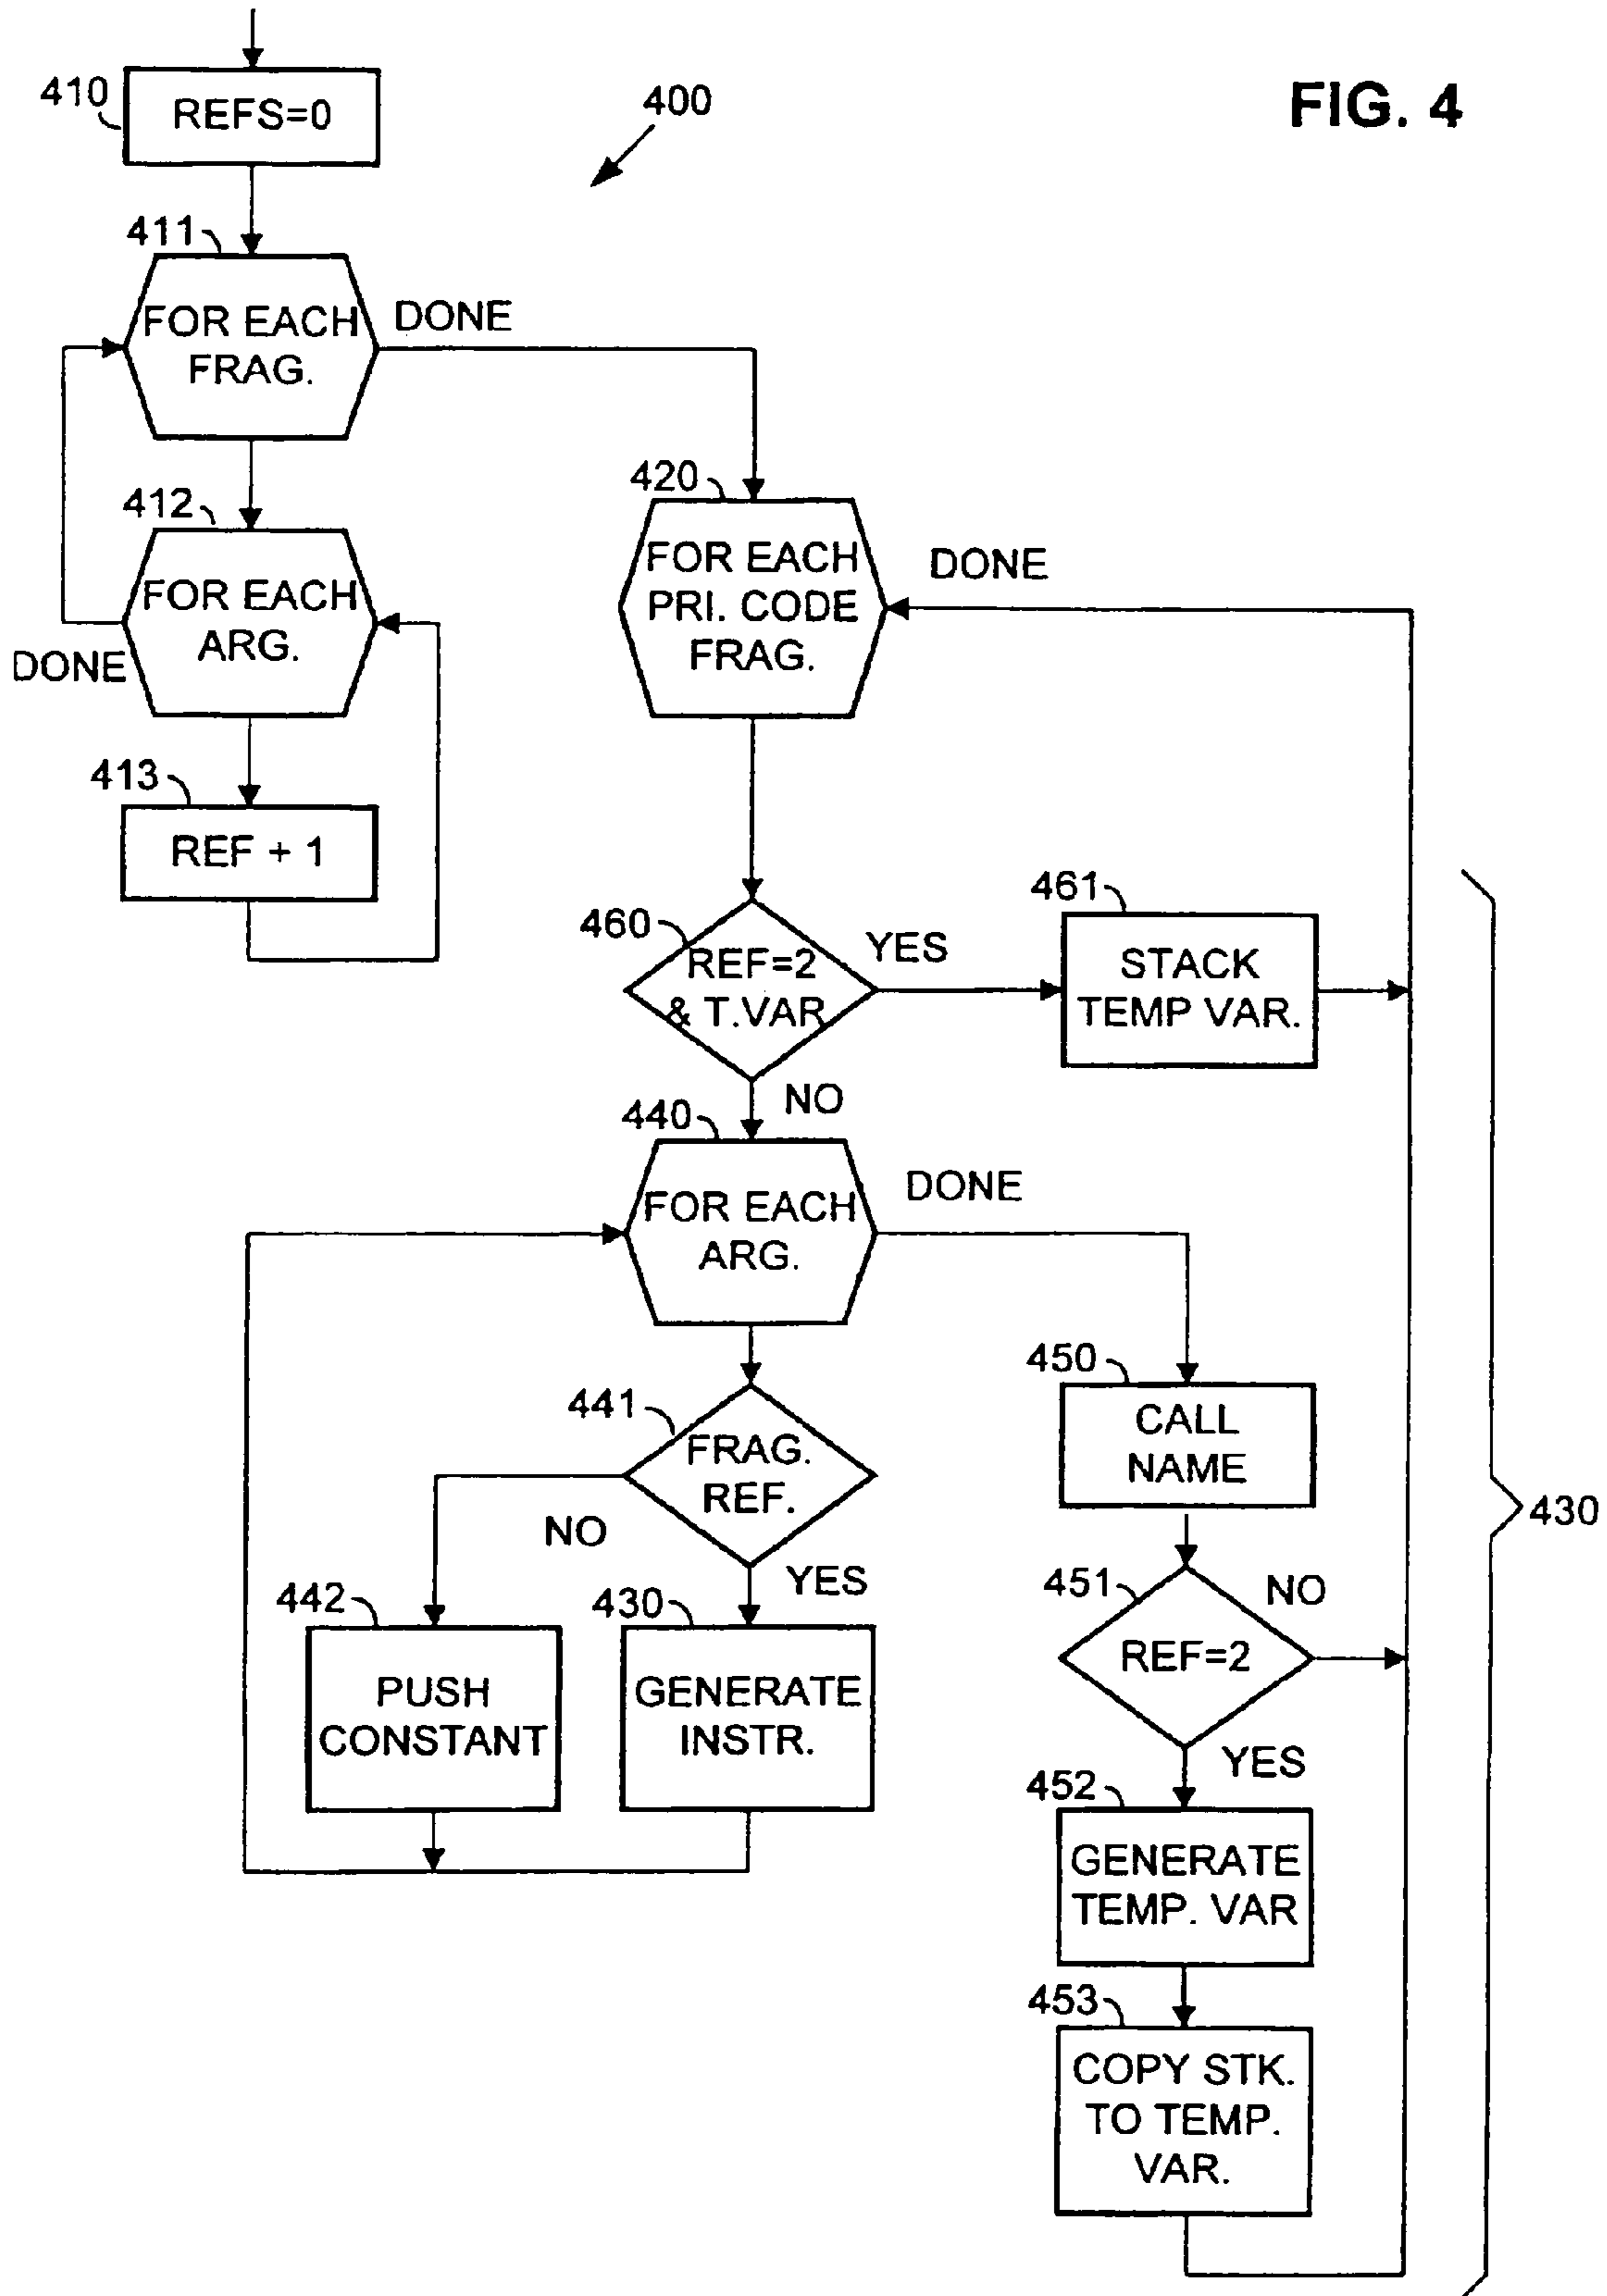 FIG. 4
400
410
REFS=0
411
FOR EACH
FRAG.
DONE
412
FOR EACH
ARG.
DONE
413
REF + 1
420
FOR EACH
PRI. CODE
FRAG.
DONE
460
REF=2
& T.VAR
YES
NO
461
STACK
TEMP VAR.
440
FOR EACH
ARG.
DONE
441
FRAG.
REF.
NO
YES
442
PUSH
CONSTANT
430
GENERATE
INSTR.
450
CALL
NAME
451
REF=2
NO
YES
452
GENERATE
TEMP. VAR
453
COPY STK.
TO TEMP.
VAR.
430